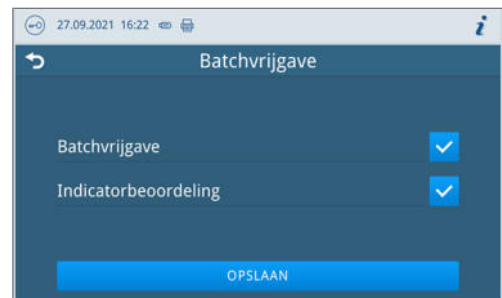 27.09.2021 16:22
Batchvrijgave
Batchvrijgave
Indicatorbeoordeling
OPSLAAN